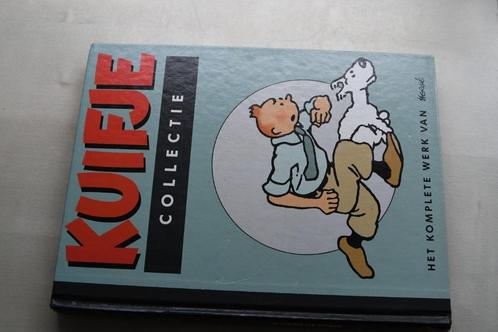 KUIFJE
COLLECTIE
HET KOMPLETE WERK VAN Hergé